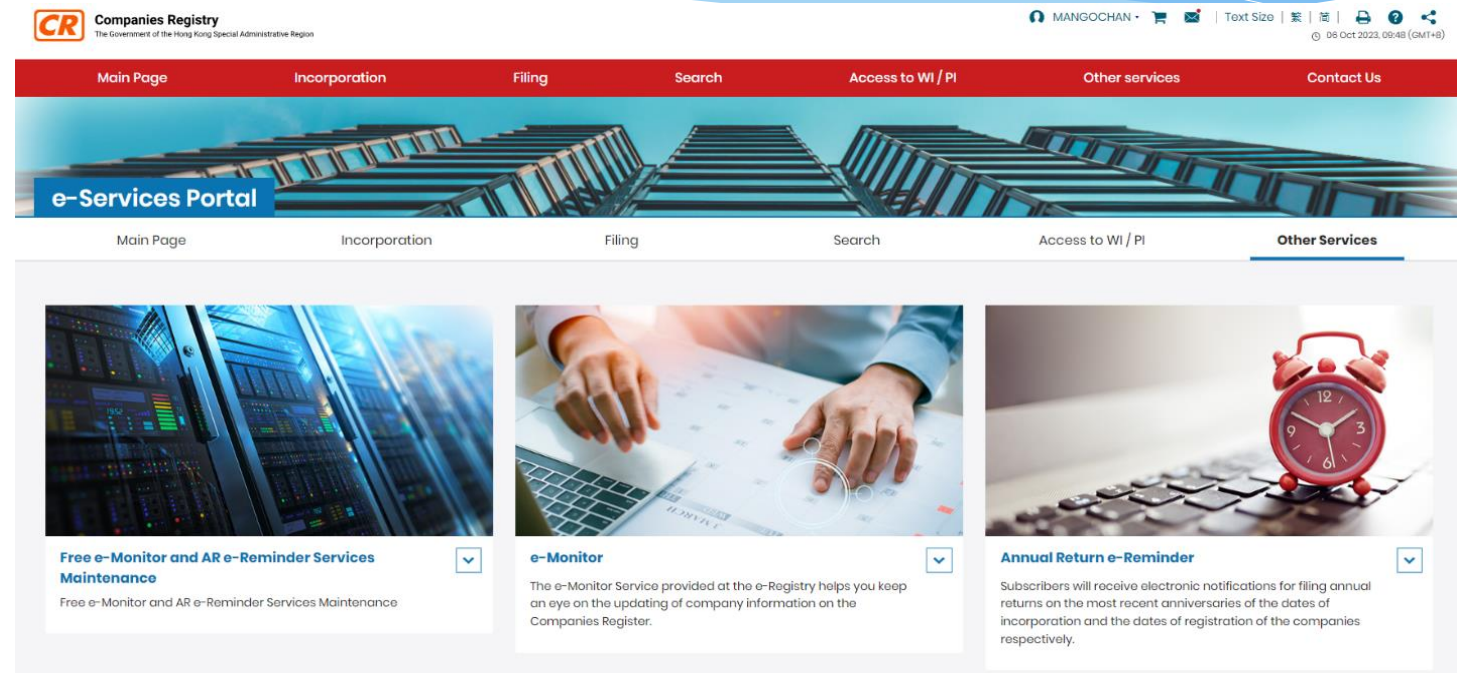 CR Companies Registry
The Government of the Hong Kong Special Administrative Region
MANGOCHAN | Text Size | 繁 | 简 |
06 Oct 2023, 09:48 (GMT+8)
Main Page Incorporation Filing Search Access to WI / PI Other services Contact Us
e-Services Portal
Main Page Incorporation Filing Search Access to WI / PI Other Services
Free e-Monitor and AR e-Reminder Services
Maintenance
Free e-Monitor and AR e-Reminder Services Maintenance
e-Monitor
The e-Monitor Service provided at the e-Registry helps you keep
an eye on the updating of company information on the
Companies Register.
Annual Return e-Reminder
Subscribers will receive electronic notifications for filing annual
returns on the most recent anniversaries of the dates of
incorporation and the dates of registration of the companies
respectively.